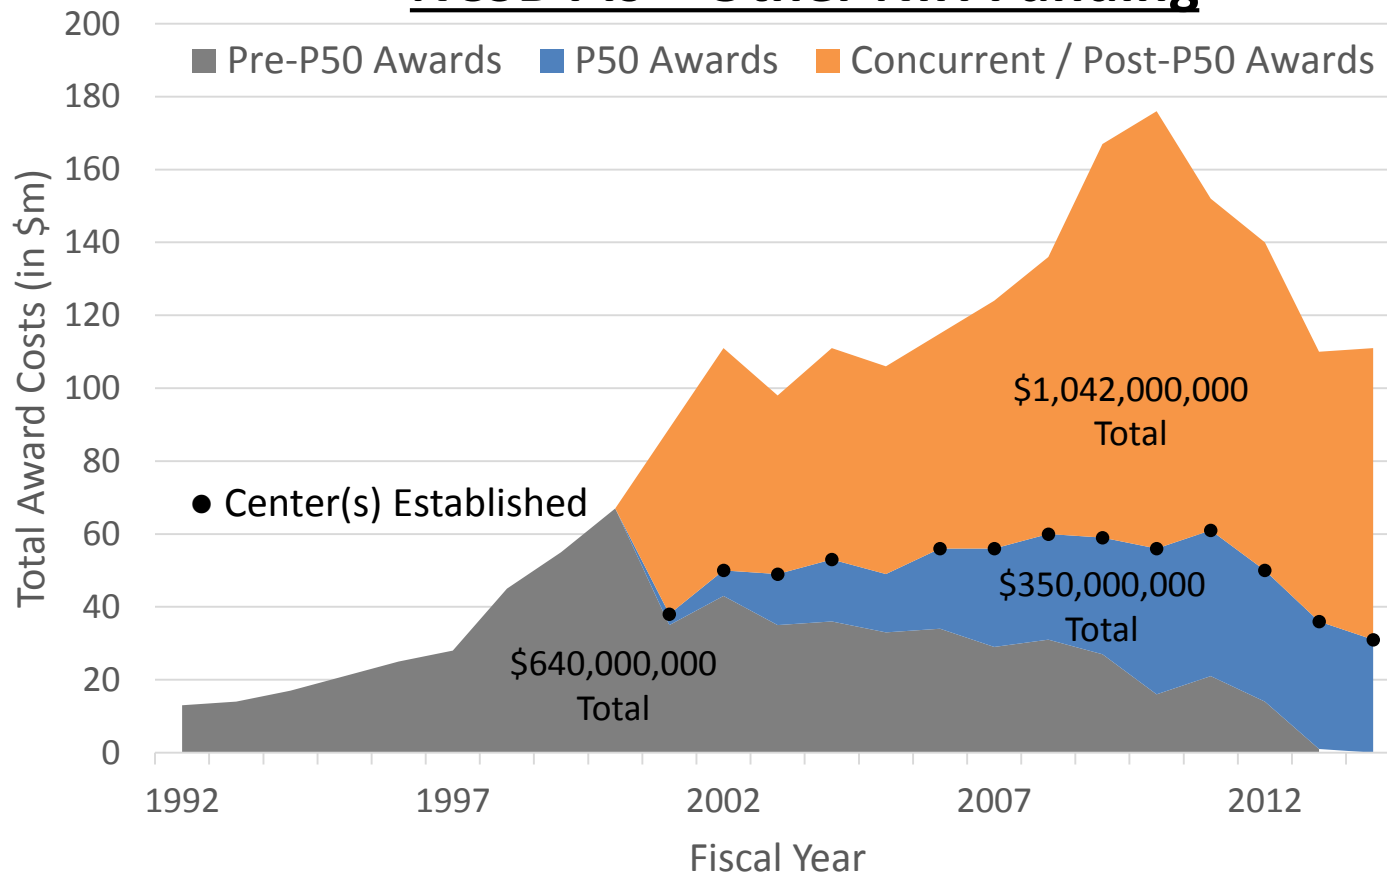 200
Pre-P50 Awards P50 Awards Concurrent / Post-P50 Awards
180
160
140
120
100
80
60
40
20
0
Total Award Costs (in $m)
$1,042,000,000
Total
Center(s) Established
$350,000,000
Total
$640,000,000
Total
1992 1997 2002 2007 2012
Fiscal Year